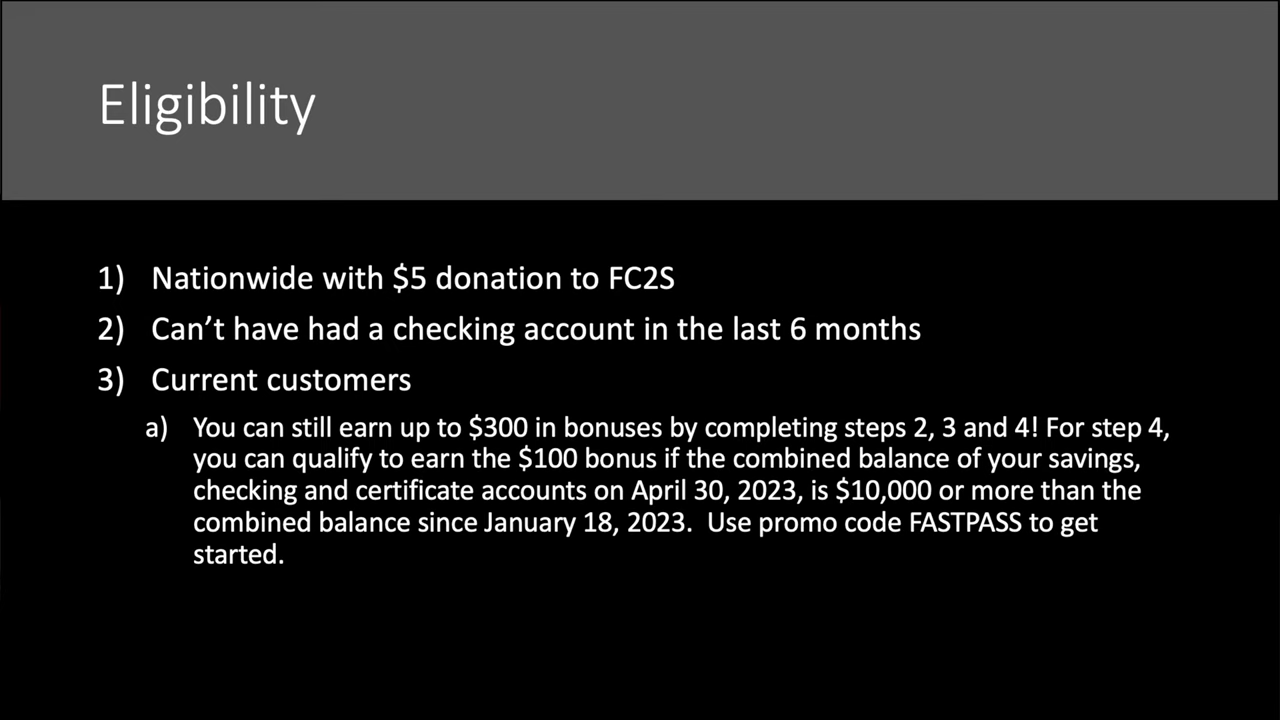 Eligibility
1) Nationwide with $5 donation to FC2S
2) Can’t have had a checking account in the last 6 months
3) Current customers
a) You can still earn up to $300 in bonuses by completing steps 2, 3 and 4! For step 4,
you can qualify to earn the $100 bonus if the combined balance of your savings,
checking and certificate accounts on April 30, 2023, is $10,000 or more than the
combined balance since January 18, 2023.  Use promo code FASTPASS to get
started.